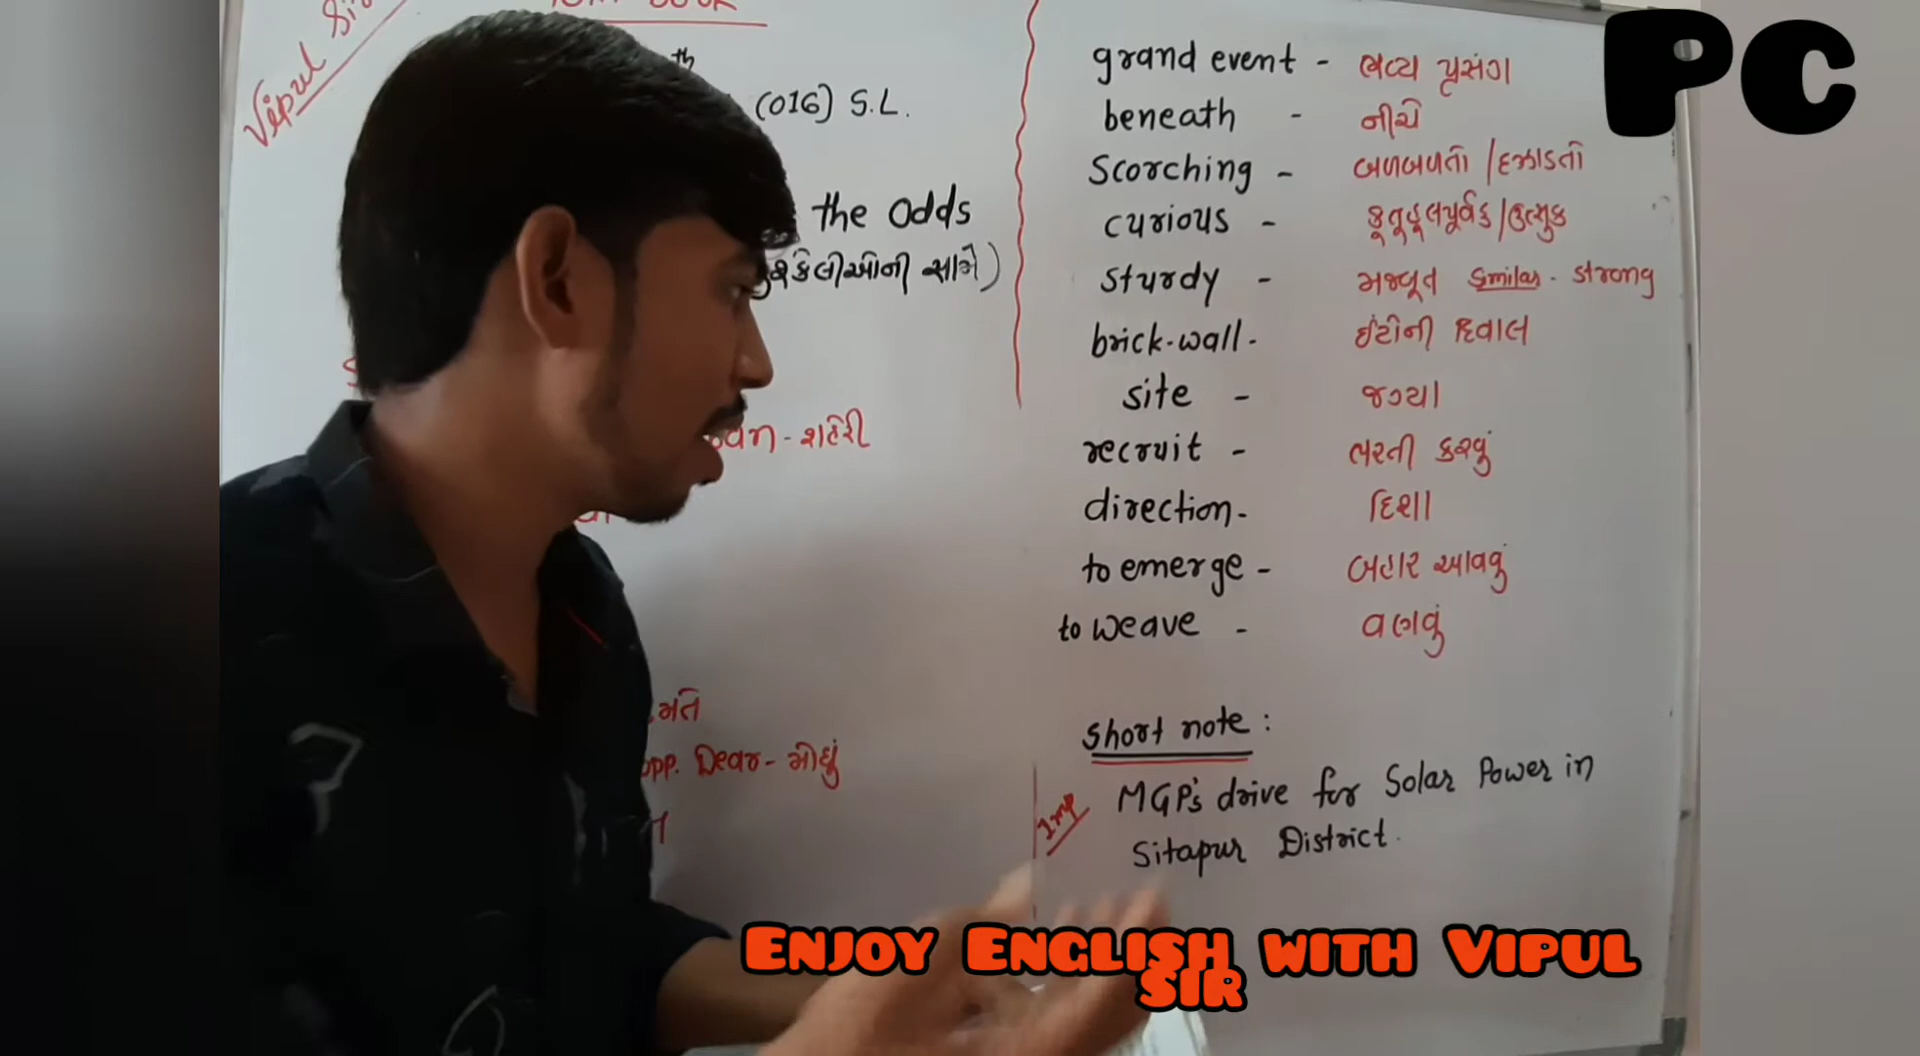 Vipul Sir
th
(016) S.L.
the Odds
શ્કેલીઓની સામે)
વન - શહેરી
મતિ
opp. Dear - મોઘું
grand event - ભવ્ય પ્રસંગ
beneath - નીચે
Scorching - બળબળતો / દઝાડતો
curious - કૂતૂહલપૂર્વક / ઉત્સુક
sturdy - મજબૂત Similar - strong
brick-wall - ઈંટોની દિવાલ
site - જગ્યા
recruit - ભરતી કરવું
direction - દિશા
to emerge - બહાર આવવું
to weave - વણવું
Short note :
Imp MGP's drive for Solar Power in
Sitapur District.
PC
Enjoy English with Vipul
Sir